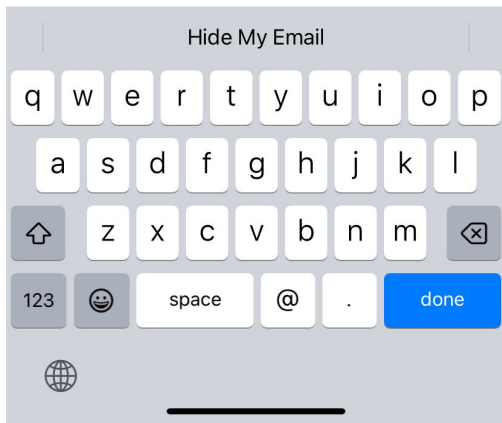 Hide My Email
q w e r t y u i o p
a s d f g h j k l
z x c v b n m
123 space @ . done